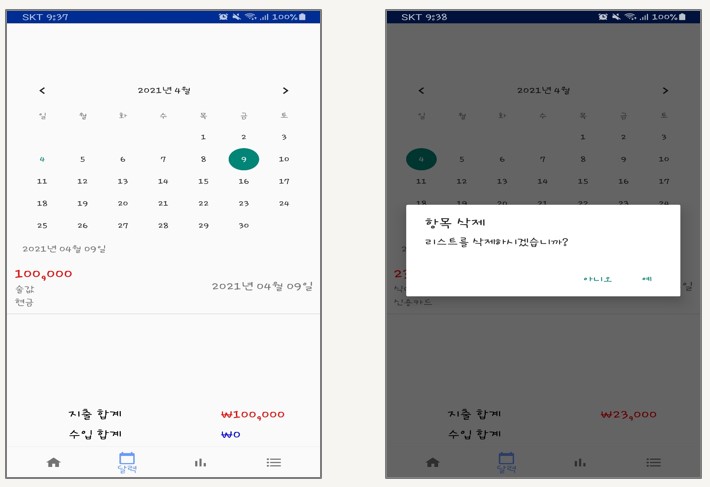 SKT 9:37
100%
< 2021년 4월 >
일 월 화 수 목 금 토
1 2 3
4 5 6 7 8 9 10
11 12 13 14 15 16 17
18 19 20 21 22 23 24
25 26 27 28 29 30
2021년 04월 09일
100,000
술값
현금
2021년 04월 09일
지출 합계 ₩100,000
수입 합계 ₩0
달력
SKT 9:38
100%
< 2021년 4월 >
일 월 화 수 목 금 토
1 2 3
4 5 6 7 8 9 10
11 12 13 14 15 16 17
18 19 20 21 22 23 24
항목 삭제
리스트를 삭제하시겠습니까?
아니오 예
신용카드
지출 합계 ₩23,000
수입 합계
달력